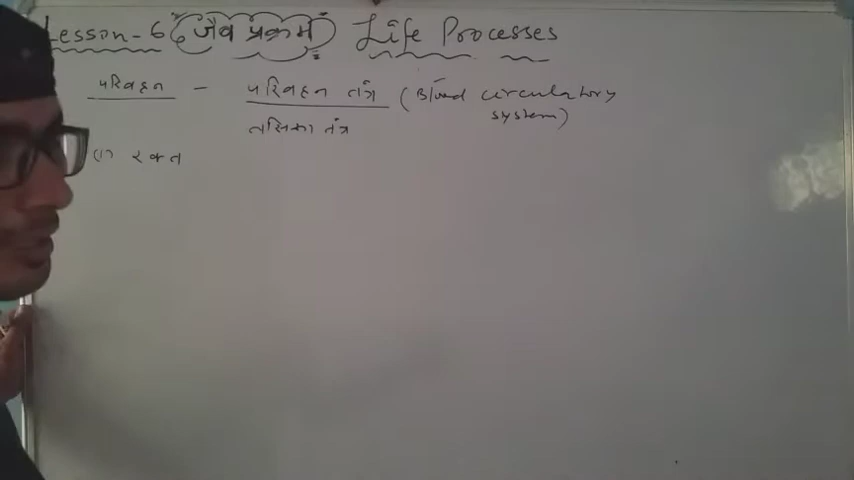 Lesson - 6 (जैव प्रक्रम) Life Processes
परिवहन - परिवहन तंत्र (Blood circulatory
system)
लसिका तंत्र
(1) रक्त